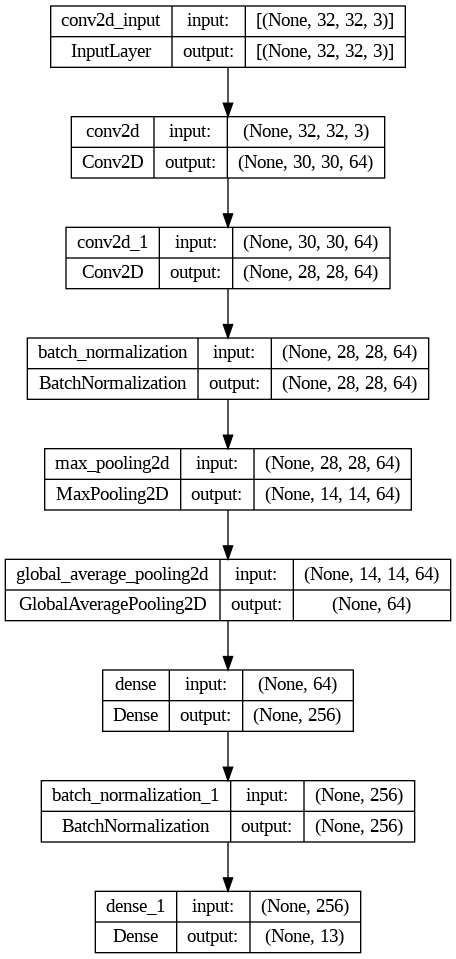 conv2d_input input: [(None, 32, 32, 3)]
InputLayer output: [(None, 32, 32, 3)]
conv2d input: (None, 32, 32, 3)
Conv2D output: (None, 30, 30, 64)
conv2d_1 input: (None, 30, 30, 64)
Conv2D output: (None, 28, 28, 64)
batch_normalization input: (None, 28, 28, 64)
BatchNormalization output: (None, 28, 28, 64)
max_pooling2d input: (None, 28, 28, 64)
MaxPooling2D output: (None, 14, 14, 64)
global_average_pooling2d input: (None, 14, 14, 64)
GlobalAveragePooling2D output: (None, 64)
dense input: (None, 64)
Dense output: (None, 256)
batch_normalization_1 input: (None, 256)
BatchNormalization output: (None, 256)
dense_1 input: (None, 256)
Dense output: (None, 13)